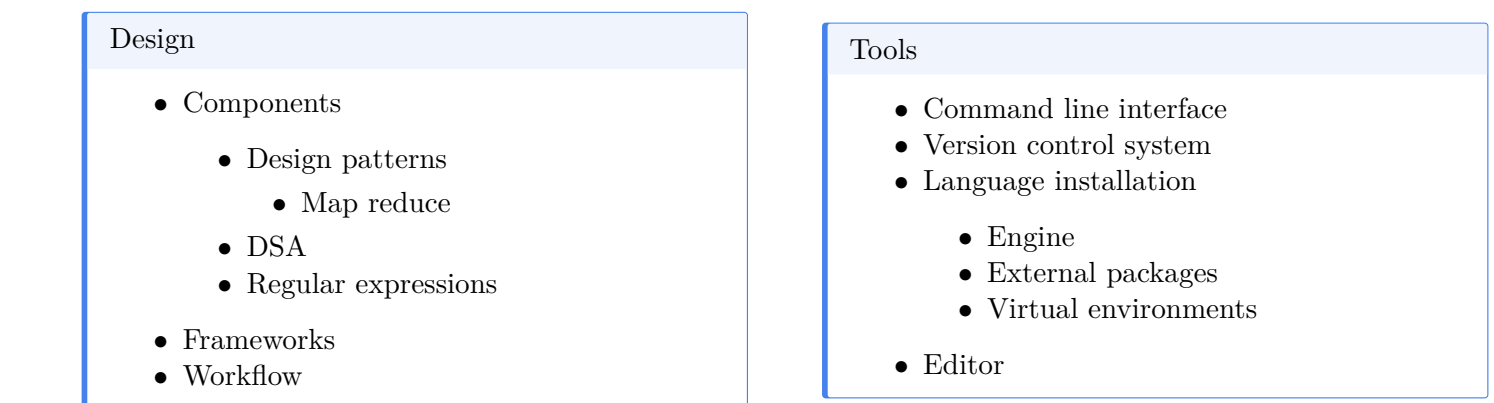 Design
• Components
• Design patterns
• Map reduce
• DSA
• Regular expressions
• Frameworks
• Workflow
Tools
• Command line interface
• Version control system
• Language installation
• Engine
• External packages
• Virtual environments
• Editor